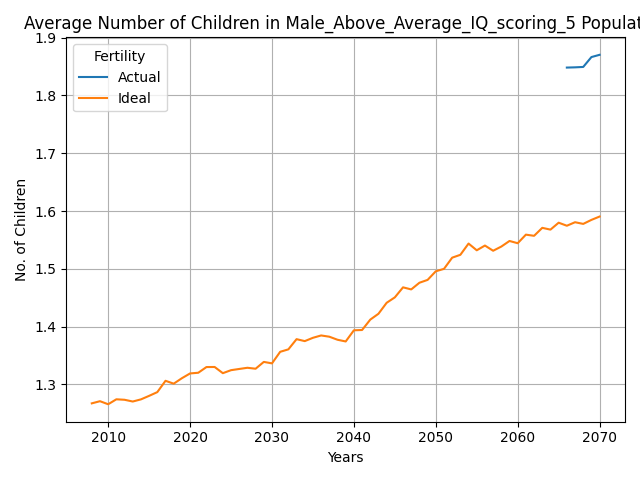 Average Number of Children in Male_Above_Average_IQ_scoring_5 Populat
Fertility
Actual
Ideal
No. of Children
1.9
1.8
1.7
1.6
1.5
1.4
1.3
2010 2020 2030 2040 2050 2060 2070
Years